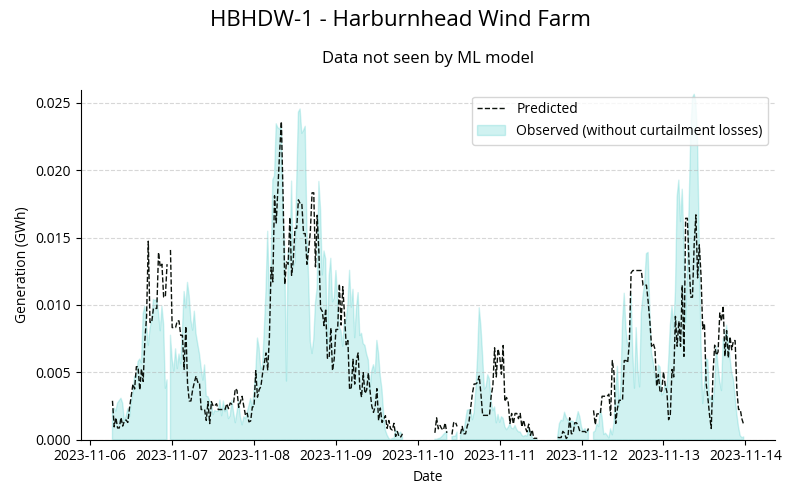 HBHDW-1 - Harburnhead Wind Farm
Data not seen by ML model
Predicted
Observed (without curtailment losses)
Generation (GWh)
0.025
0.020
0.015
0.010
0.005
0.000
2023-11-06 2023-11-07 2023-11-08 2023-11-09 2023-11-10 2023-11-11 2023-11-12 2023-11-13 2023-11-14
Date